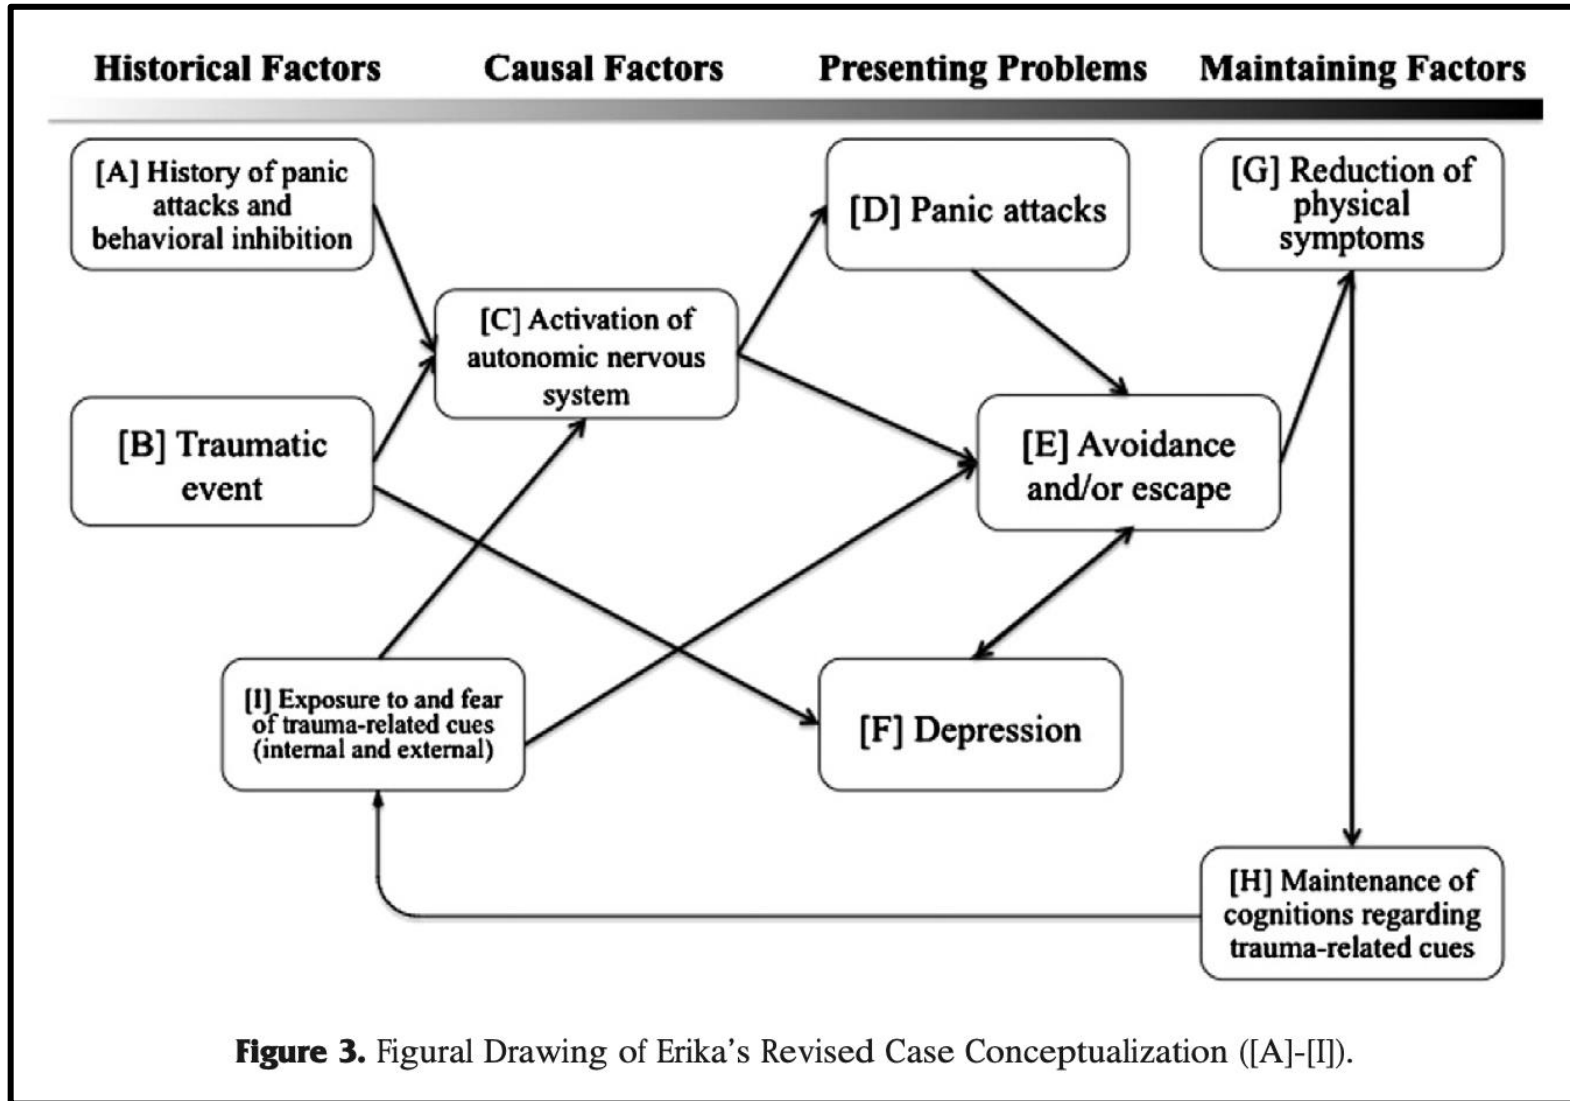 Historical Factors
Causal Factors
Presenting Problems
Maintaining Factors
[A] History of panic
attacks and
behavioral inhibition
[B] Traumatic
event
[C] Activation of
autonomic nervous
system
[D] Panic attacks
[E] Avoidance
and/or escape
[F] Depression
[G] Reduction of
physical
symptoms
[H] Maintenance of
cognitions regarding
trauma-related cues
[I] Exposure to and fear
of trauma-related cues
(internal and external)
Figure 3. Figural Drawing of Erika's Revised Case Conceptualization ([A]-[I]).